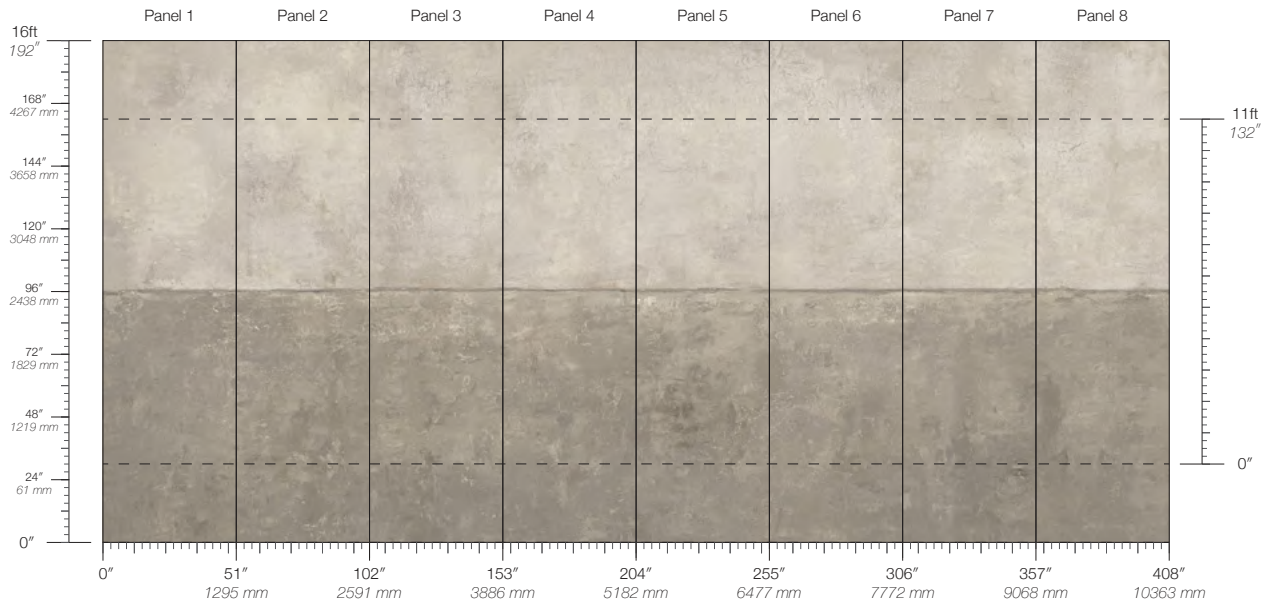 Panel 1 Panel 2 Panel 3 Panel 4 Panel 5 Panel 6 Panel 7 Panel 8
16ft
192″
168″
4267 mm
144″
3658 mm
120″
3048 mm
96″
2438 mm
72″
1829 mm
48″
1219 mm
24″
61 mm
0″
11ft
132″
0″
0″ 51″ 102″ 153″ 204″ 255″ 306″ 357″ 408″
1295 mm 2591 mm 3886 mm 5182 mm 6477 mm 7772 mm 9068 mm 10363 mm